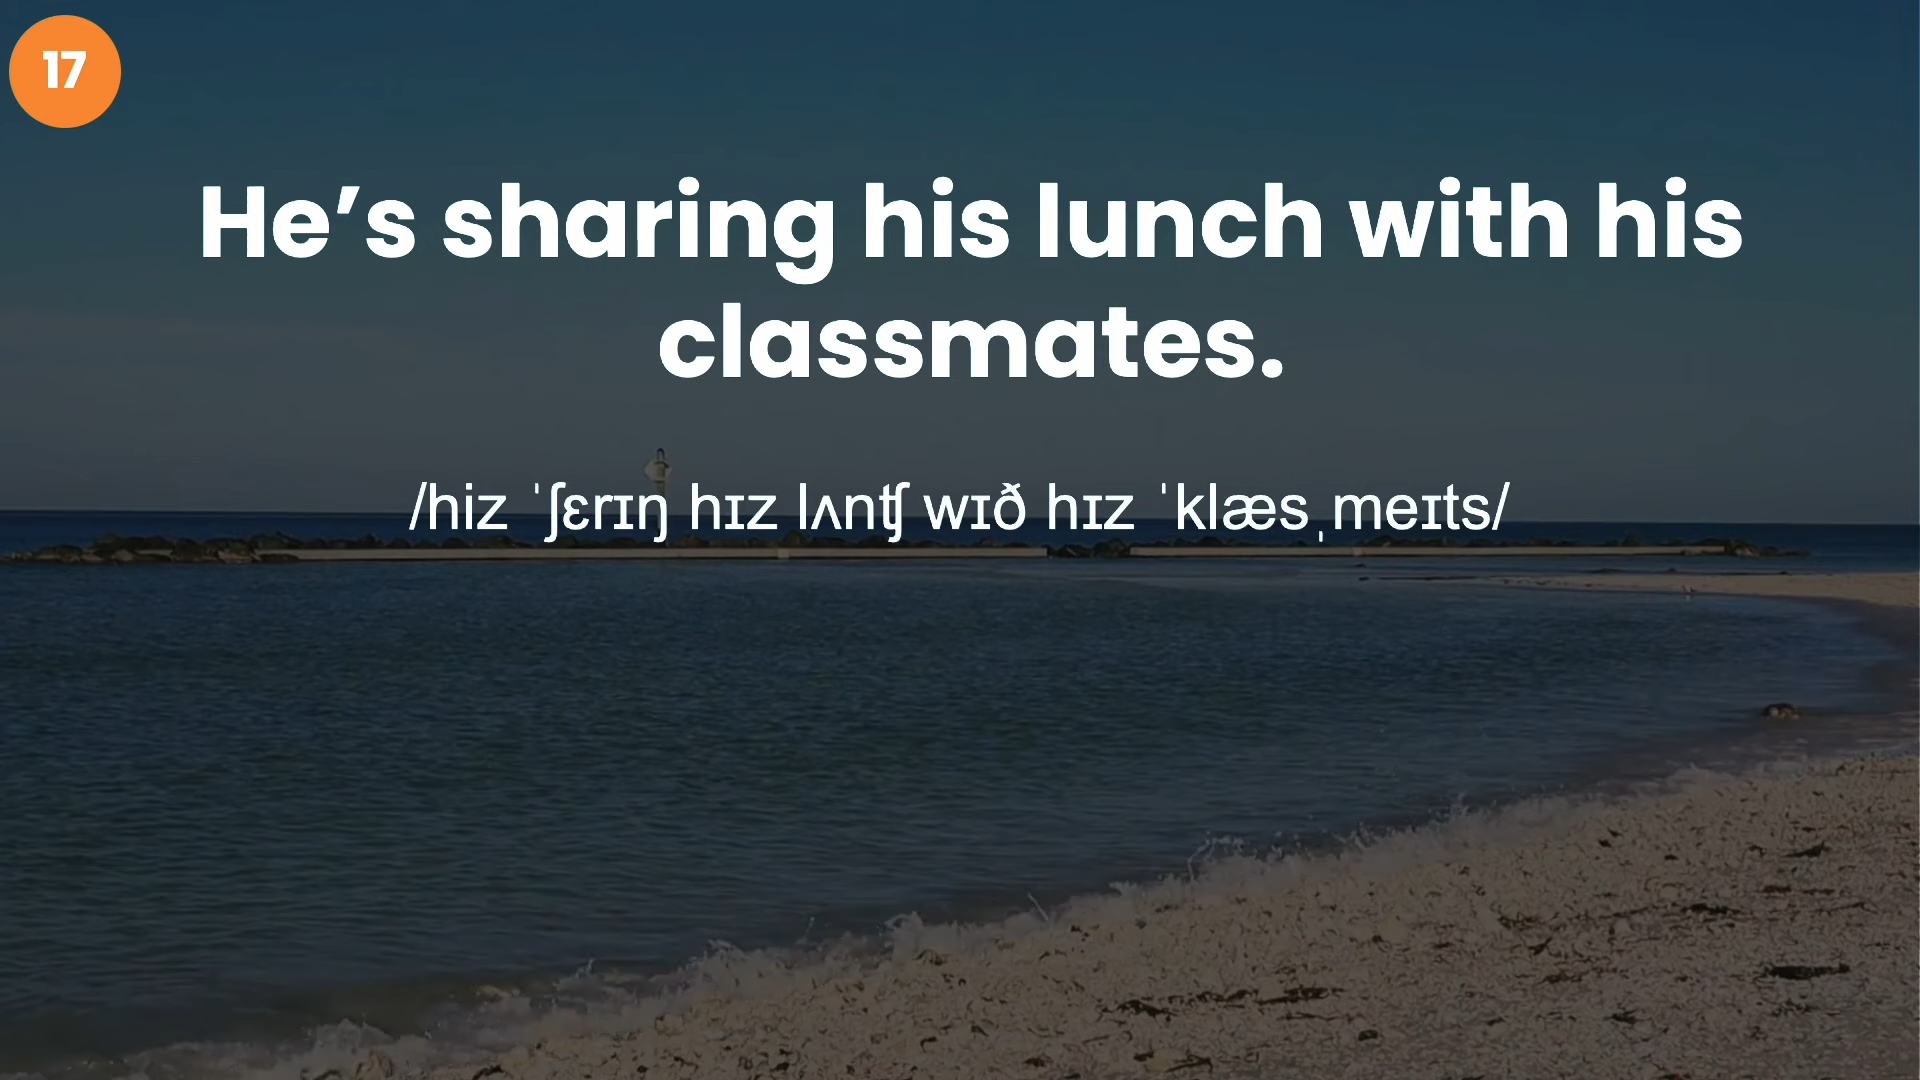 17
He’s sharing his lunch with his
classmates.
/hiz ˈʃɛrɪŋ hɪz lʌnʧ wɪð hɪz ˈklæsˌmeɪts/